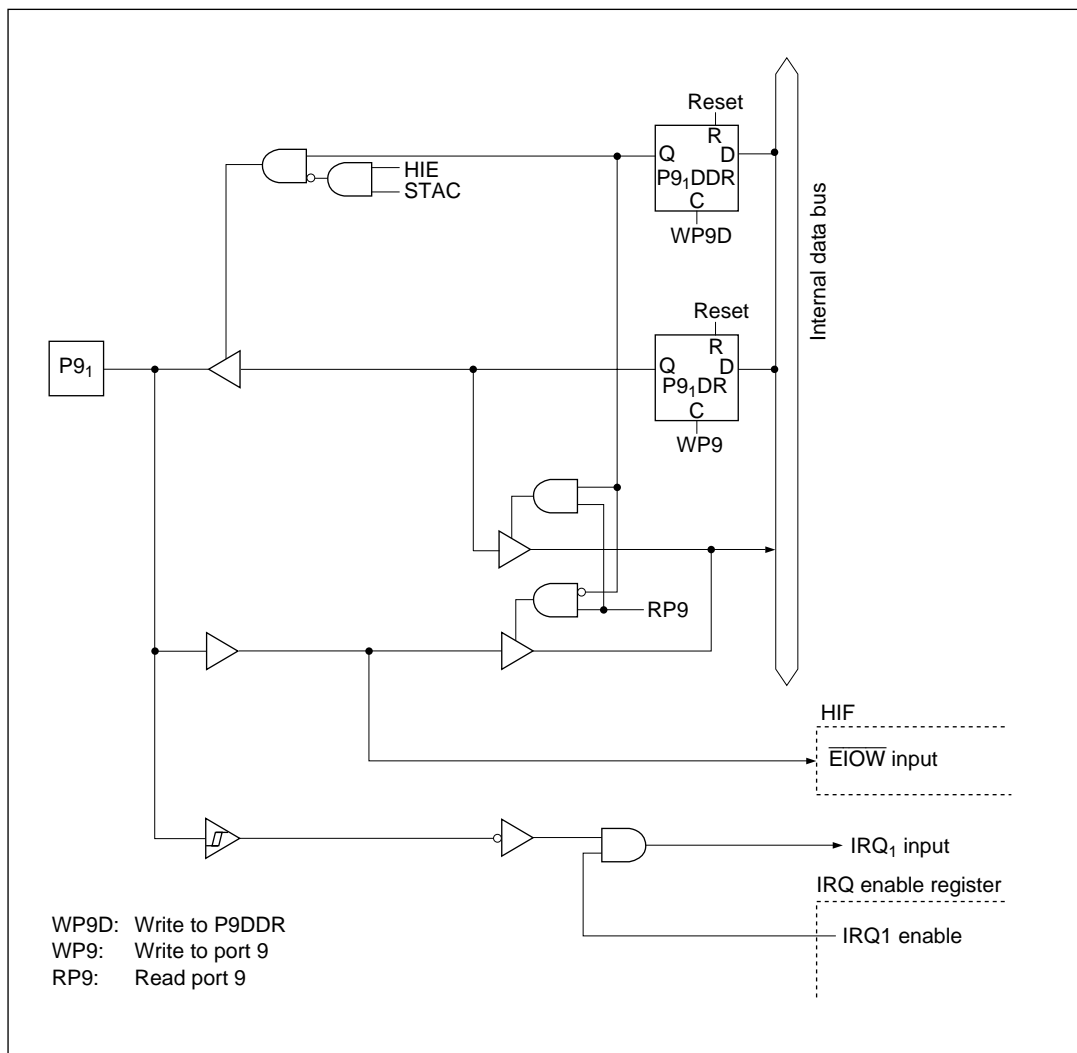 Reset
R
Q D
P9₁DDR
C
WP9D
HIE
STAC
Internal data bus
Reset
R
Q D
P9₁DR
C
WP9
P9₁
RP9
HIF
E̅I̅O̅W̅ input
IRQ₁ input
IRQ enable register
IRQ1 enable
WP9D: Write to P9DDR
WP9: Write to port 9
RP9: Read port 9